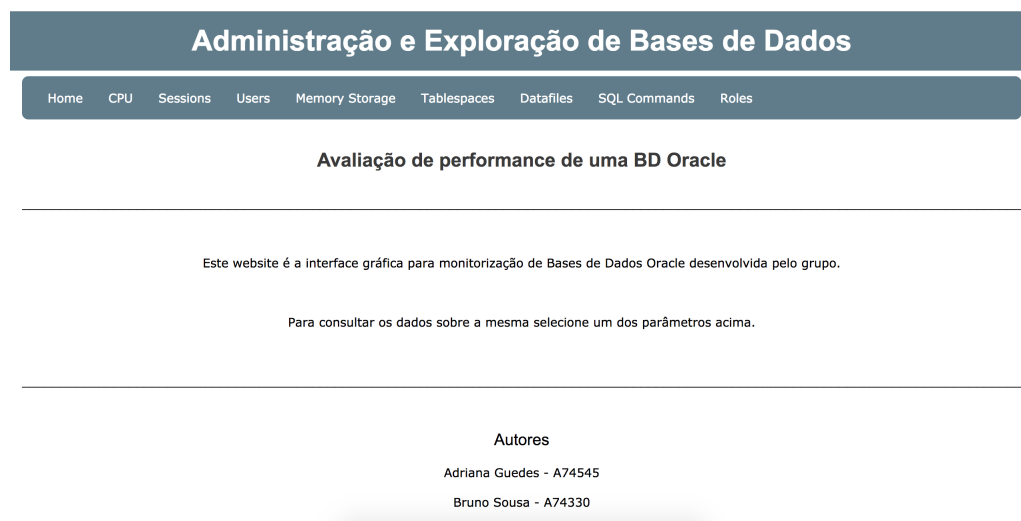 Administração e Exploração de Bases de Dados
Home CPU Sessions Users Memory Storage Tablespaces Datafiles SQL Commands Roles
Avaliação de performance de uma BD Oracle
Este website é a interface gráfica para monitorização de Bases de Dados Oracle desenvolvida pelo grupo.
Para consultar os dados sobre a mesma selecione um dos parâmetros acima.
Autores
Adriana Guedes - A74545
Bruno Sousa - A74330